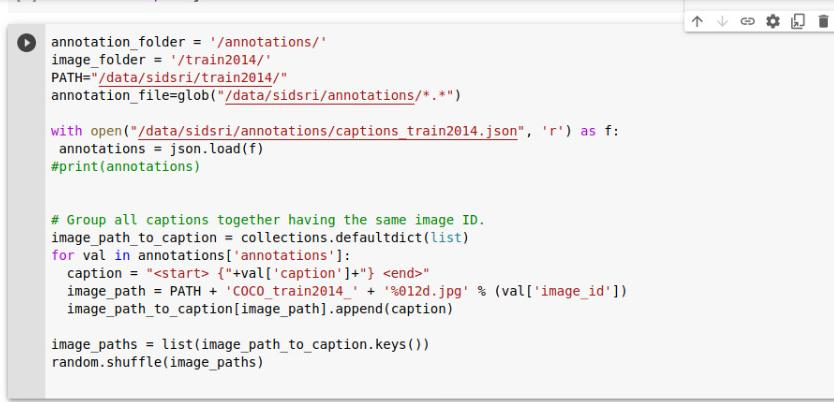 annotation_folder = '/annotations/'
image_folder = '/train2014/'
PATH="/data/sidsri/train2014/"
annotation_file=glob("/data/sidsri/annotations/*.*")
with open("/data/sidsri/annotations/captions_train2014.json", 'r') as f:
annotations = json.load(f)
#print(annotations)
# Group all captions together having the same image ID.
image_path_to_caption = collections.defaultdict(list)
for val in annotations['annotations']:
caption = "<start> {"+val['caption']+"} <end>"
image_path = PATH + 'COCO_train2014_' + '%012d.jpg' % (val['image_id'])
image_path_to_caption[image_path].append(caption)
image_paths = list(image_path_to_caption.keys())
random.shuffle(image_paths)